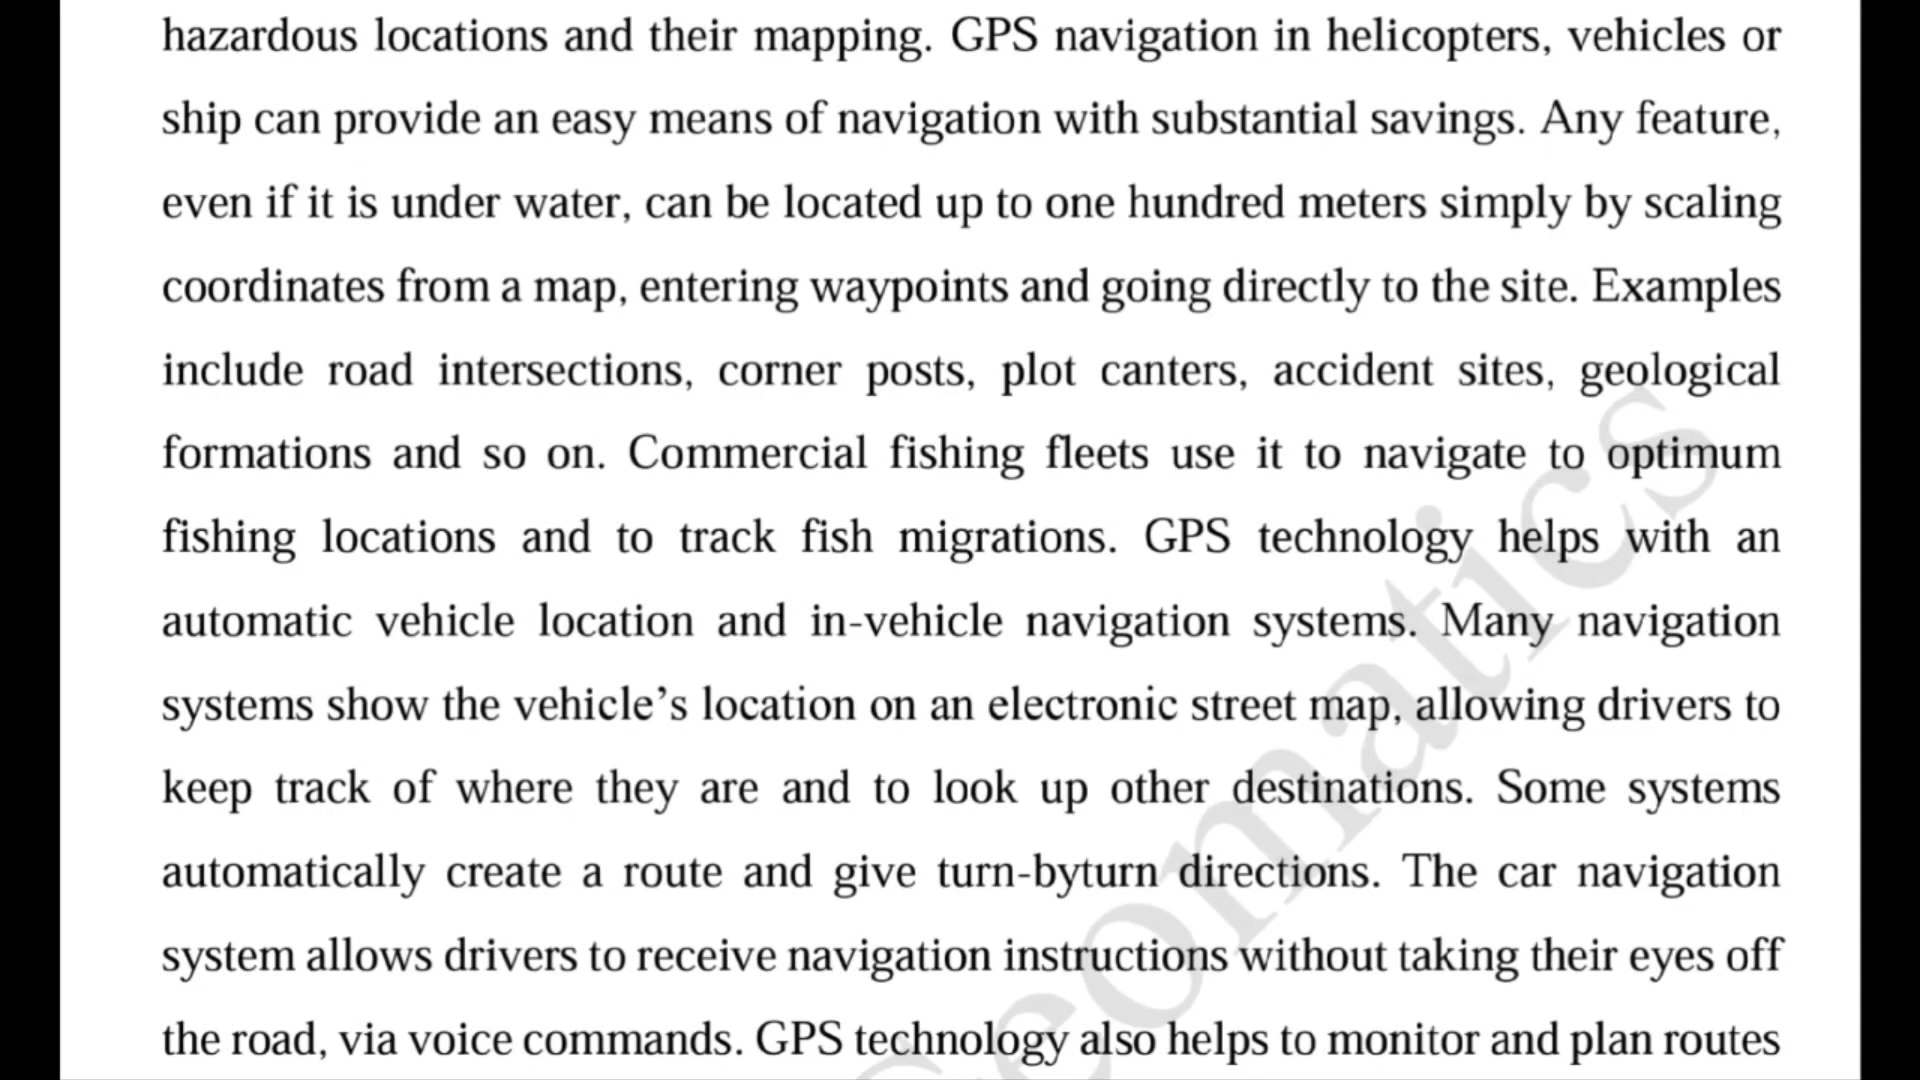 hazardous locations and their mapping. GPS navigation in helicopters, vehicles or
ship can provide an easy means of navigation with substantial savings. Any feature,
even if it is under water, can be located up to one hundred meters simply by scaling
coordinates from a map, entering waypoints and going directly to the site. Examples
include road intersections, corner posts, plot canters, accident sites, geological
formations and so on. Commercial fishing fleets use it to navigate to optimum
fishing locations and to track fish migrations. GPS technology helps with an
automatic vehicle location and in-vehicle navigation systems. Many navigation
systems show the vehicle’s location on an electronic street map, allowing drivers to
keep track of where they are and to look up other destinations. Some systems
automatically create a route and give turn-byturn directions. The car navigation
system allows drivers to receive navigation instructions without taking their eyes off
the road, via voice commands. GPS technology also helps to monitor and plan routes
Geomatics